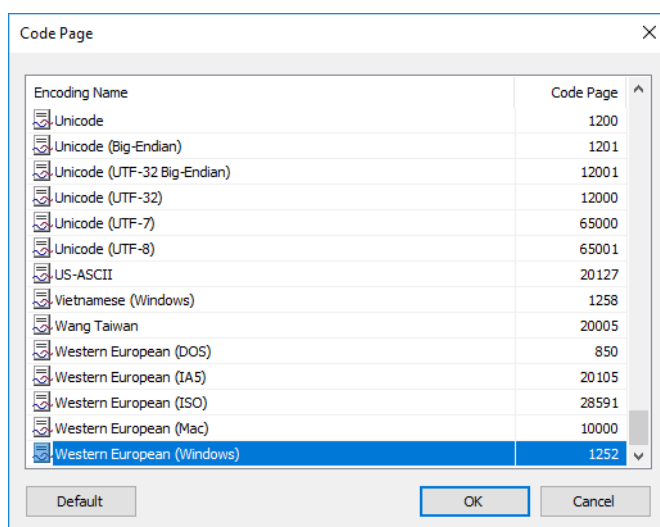 Code Page
Encoding Name Code Page
Unicode 1200
Unicode (Big-Endian) 1201
Unicode (UTF-32 Big-Endian) 12001
Unicode (UTF-32) 12000
Unicode (UTF-7) 65000
Unicode (UTF-8) 65001
US-ASCII 20127
Vietnamese (Windows) 1258
Wang Taiwan 20005
Western European (DOS) 850
Western European (IA5) 20105
Western European (ISO) 28591
Western European (Mac) 10000
Western European (Windows) 1252
Default OK Cancel